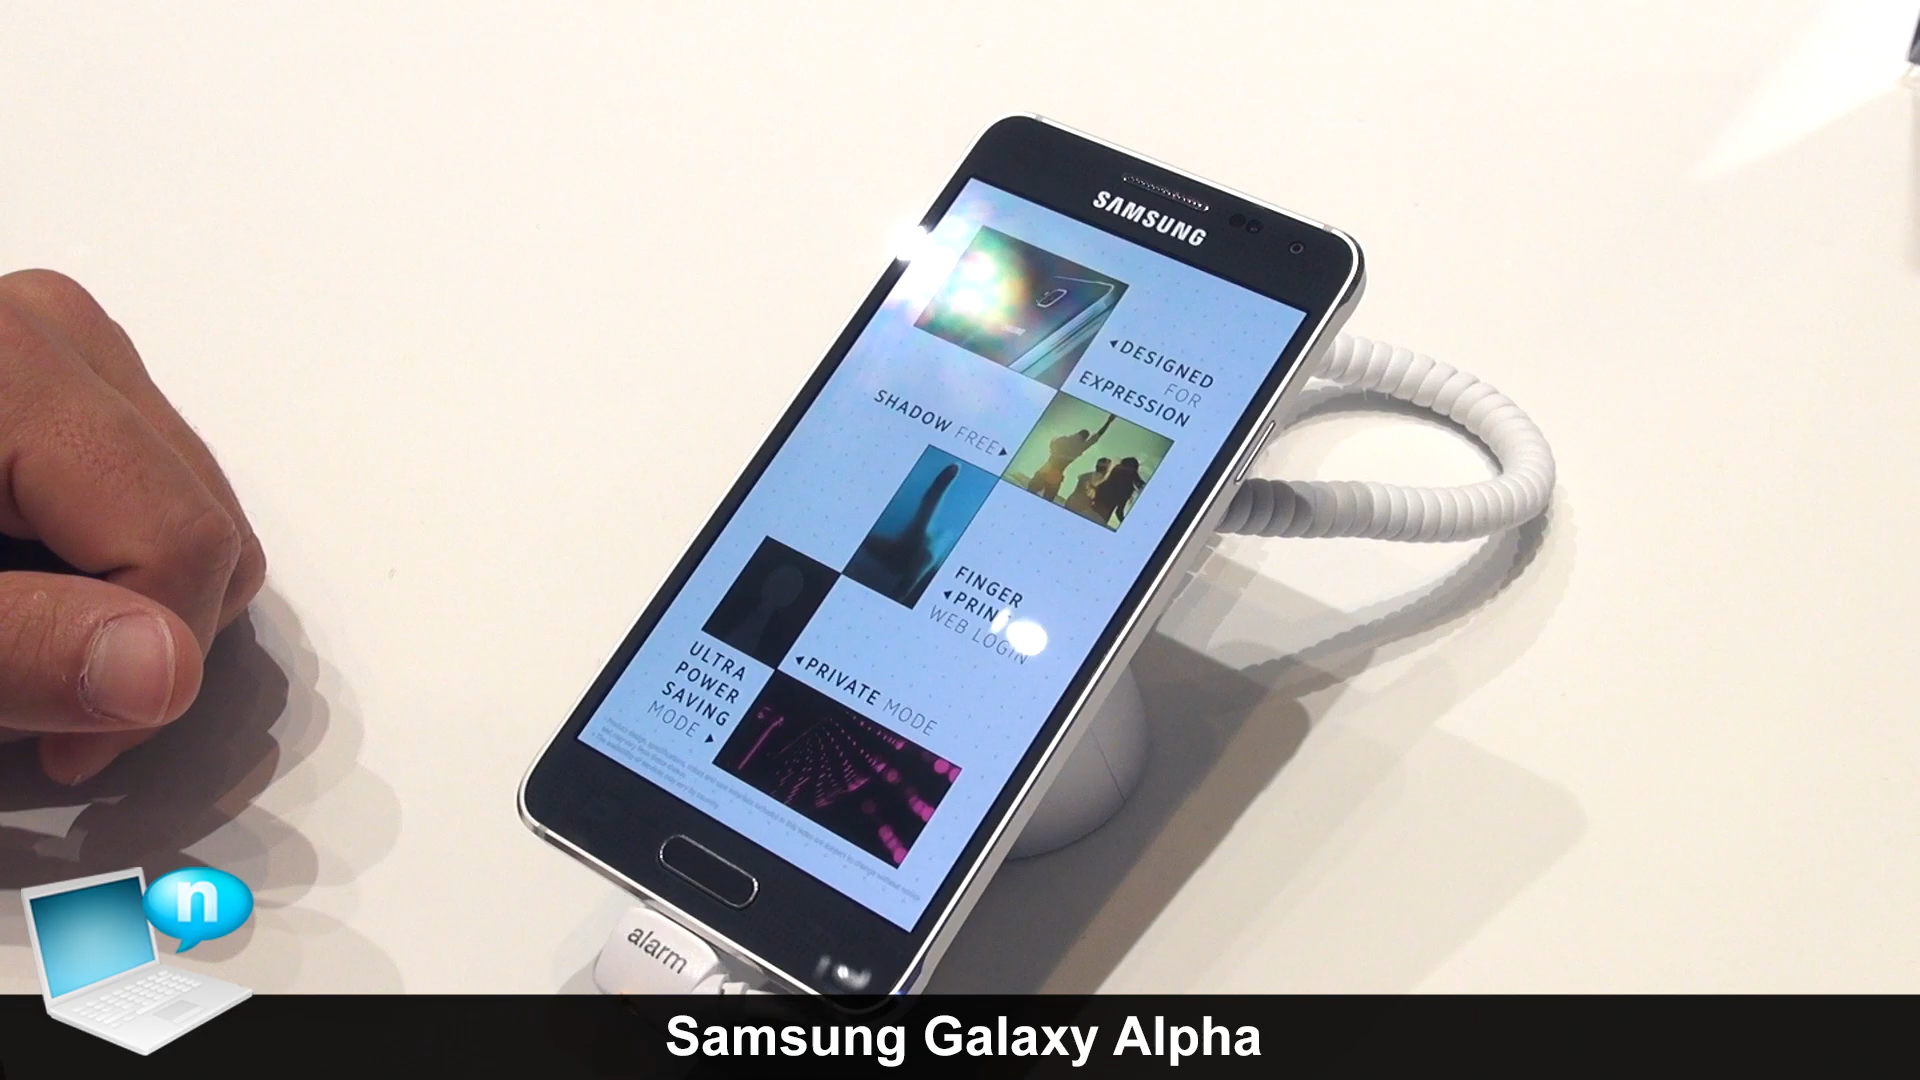 SAMSUNG
DESIGNED
FOR
EXPRESSION
SHADOW FREE
FINGER
PRINT
WEB LOGIN
PRIVATE MODE
ULTRA
POWER
SAVING
MODE
alarm
n
Samsung Galaxy Alpha